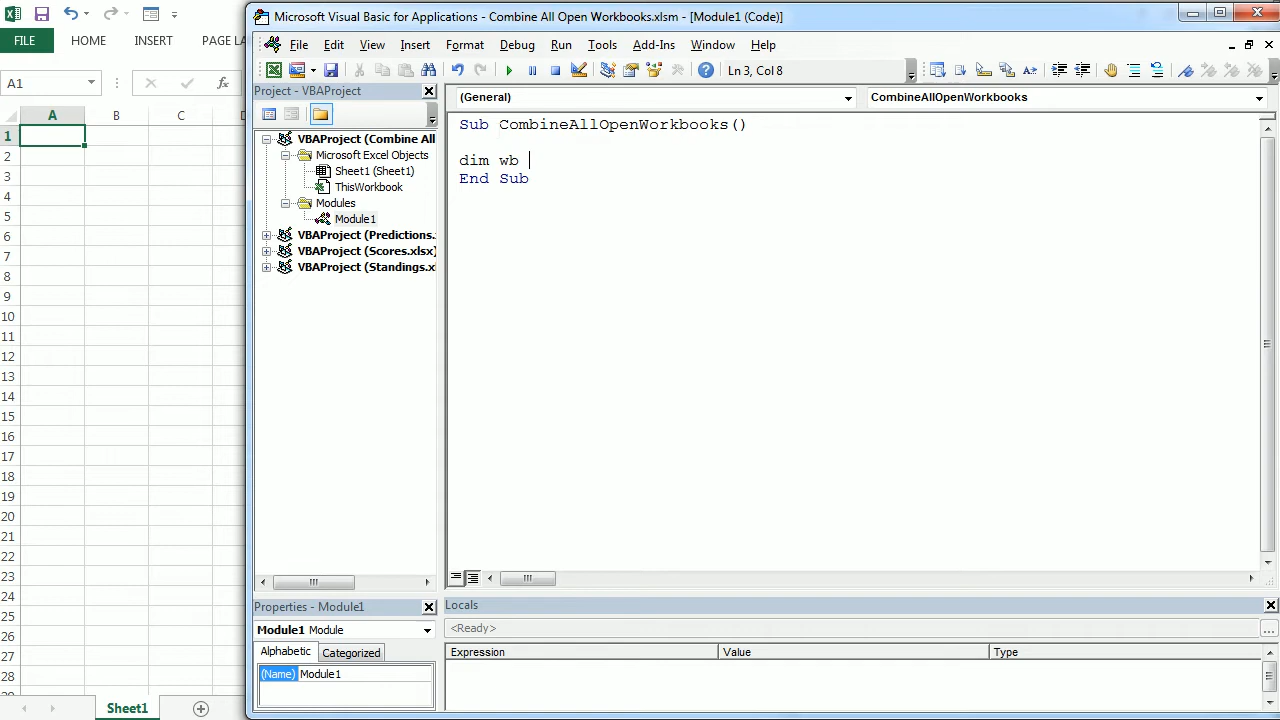 Microsoft Visual Basic for Applications - Combine All Open Workbooks.xlsm - [Module1 (Code)]
FILE HOME INSERT PAGE LA
File Edit View Insert Format Debug Run Tools Add-Ins Window Help
Ln 3, Col 8
A1
fx
Project - VBAProject
(General)
CombineAllOpenWorkbooks
A B C D
1
2
3
4
5
6
7
8
9
10
11
12
13
14
15
16
17
18
19
20
21
22
23
24
25
26
27
28
29
VBAProject (Combine All
Microsoft Excel Objects
Sheet1 (Sheet1)
ThisWorkbook
Modules
Module1
VBAProject (Predictions.
VBAProject (Scores.xlsx)
VBAProject (Standings.xl
Sub CombineAllOpenWorkbooks()
dim wb
End Sub
Properties - Module1
Module1 Module
Alphabetic Categorized
(Name) Module1
Locals
<Ready>
Expression Value Type
Sheet1